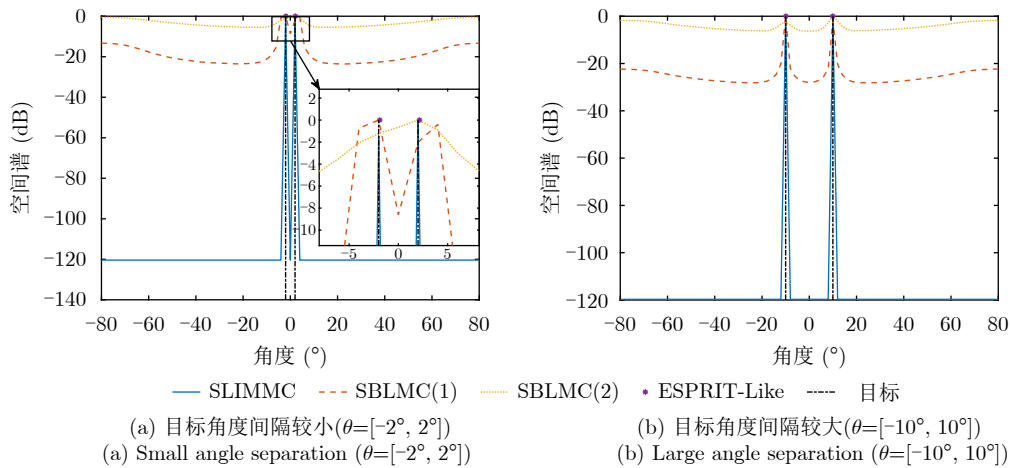 0
−20
−40
−60
−80
−100
−120
−140
空间谱 (dB)
−80 −60 −40 −20 0 20 40 60 80
角度 (°)
2
0
−2
−4
−6
−8
10
10
−5 0 5
0
−20
−40
−60
−80
−100
−120
空间谱 (dB)
−80 −60 −40 −20 0 20 40 60 80
角度 (°)
SLIMMC SBLMC(1) SBLMC(2) ESPRIT-Like 目标
(a) 目标角度间隔较小(θ=[−2°, 2°])
(a) Small angle separation (θ=[−2°, 2°])
(b) 目标角度间隔较大(θ=[−10°, 10°])
(b) Large angle separation (θ=[−10°, 10°])